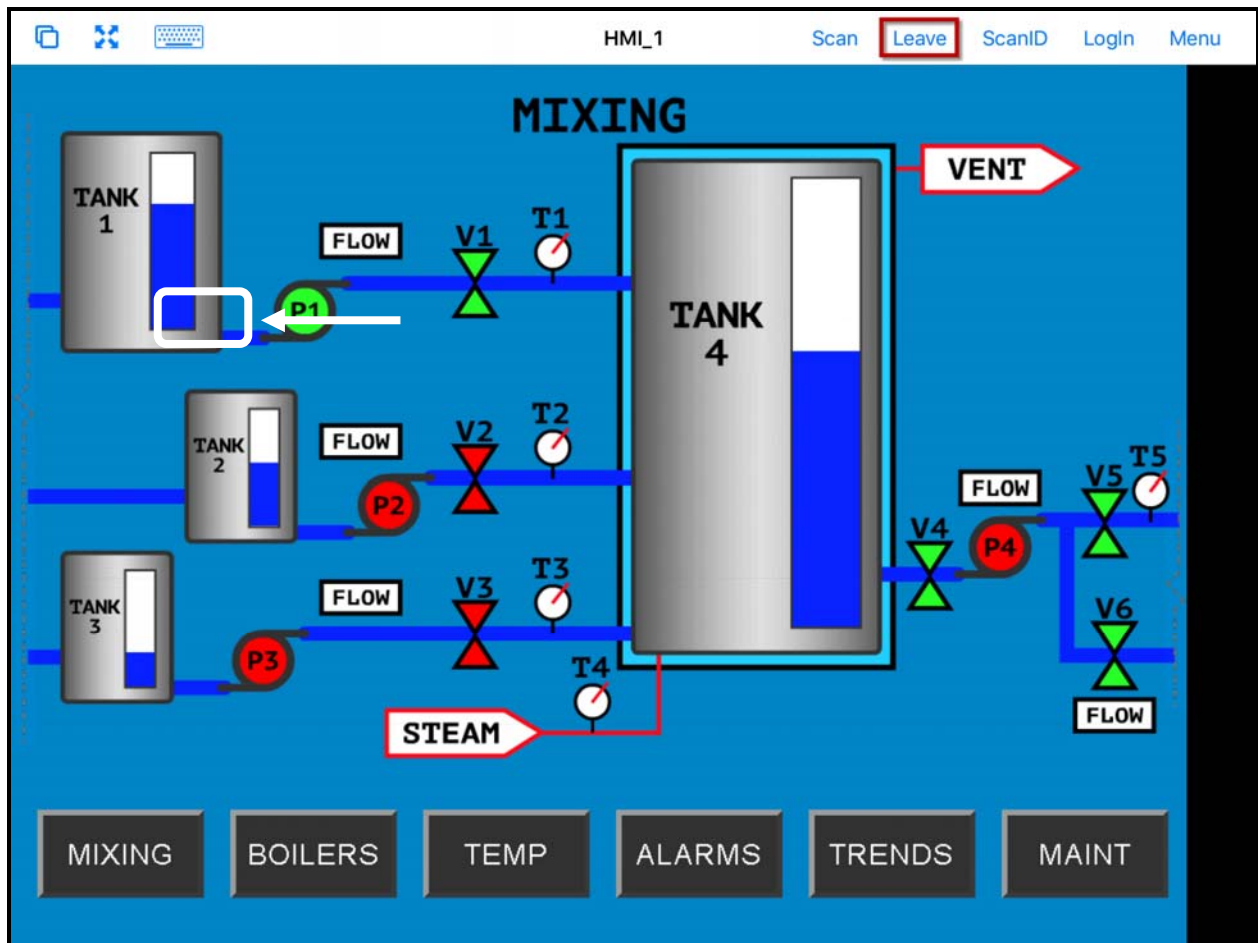 HMI_1
Scan
Leave
ScanID
LogIn
Menu
MIXING
VENT
TANK
1
FLOW
V1
T1
P1
TANK
4
TANK
2
FLOW
V2
T2
P2
TANK
3
FLOW
V3
T3
P3
T4
STEAM
FLOW
V4
P4
V5
T5
V6
FLOW
MIXING
BOILERS
TEMP
ALARMS
TRENDS
MAINT